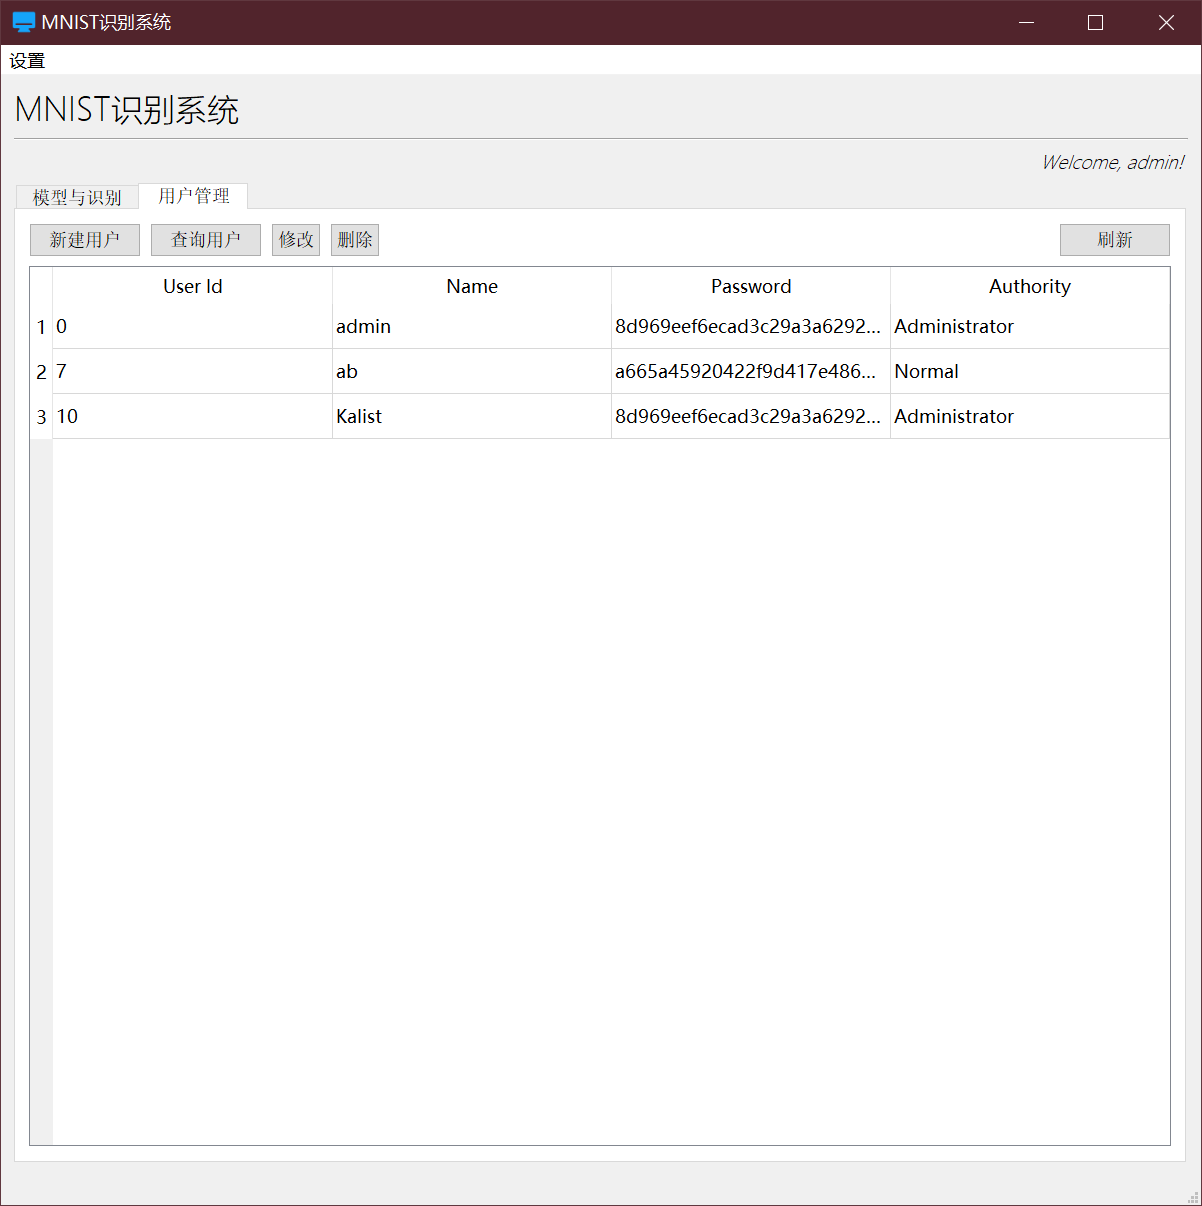 MNIST识别系统
设置
MNIST识别系统
Welcome, admin!
模型与识别 用户管理
新建用户 查询用户 修改 删除 刷新
User Id Name Password Authority
1 0 admin 8d969eef6ecad3c29a3a6292... Administrator
2 7 ab a665a45920422f9d417e486... Normal
3 10 Kalist 8d969eef6ecad3c29a3a6292... Administrator